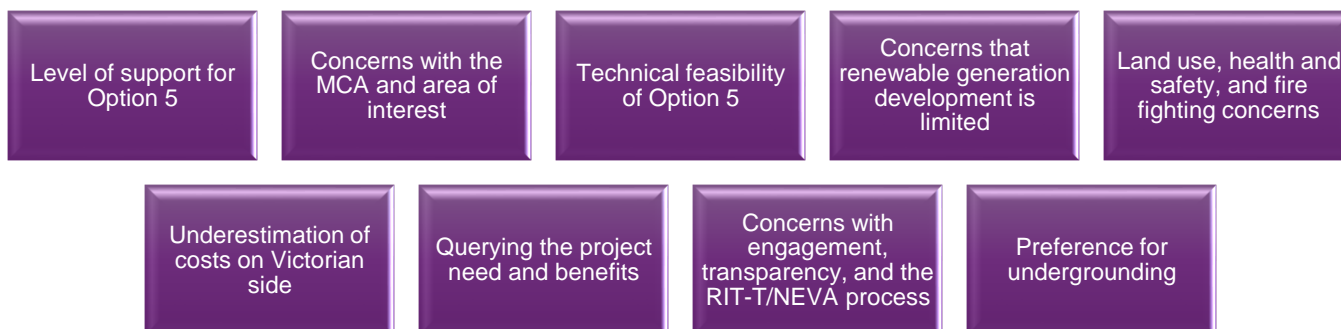 Level of support for
Option 5
Concerns with the
MCA and area of
interest
Technical feasibility
of Option 5
Concerns that
renewable generation
development is
limited
Land use, health and
safety, and fire
fighting concerns
Underestimation of
costs on Victorian
side
Querying the project
need and benefits
Concerns with
engagement,
transparency, and the
RIT-T/NEVA process
Preference for
undergrounding